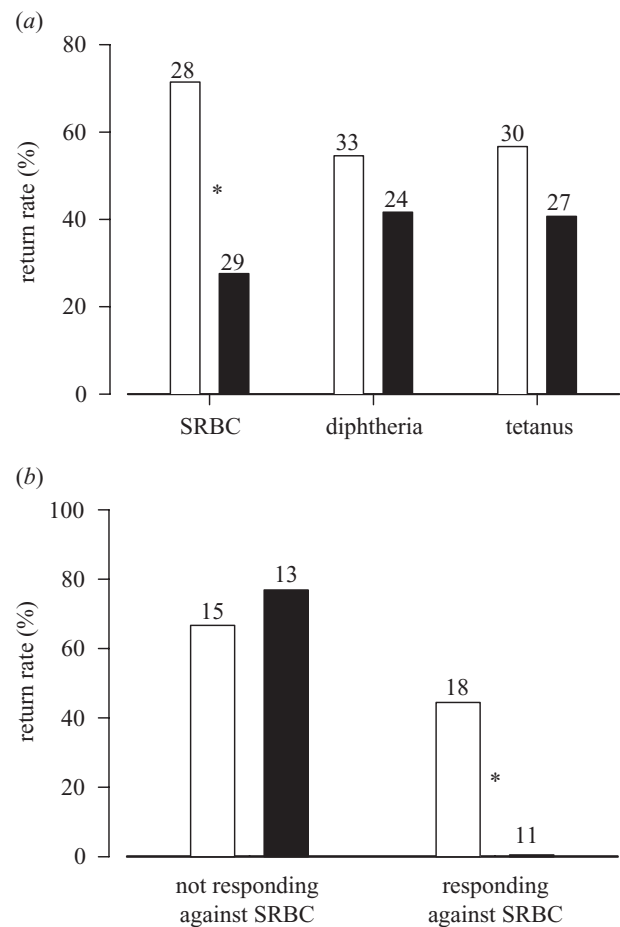 (a)
80
60
40
20
0
return rate (%)
28
*
29
33
24
30
27
SRBC diphtheria tetanus
(b)
100
80
60
40
20
0
return rate (%)
15
13
18
*
11
not responding
against SRBC
responding
against SRBC